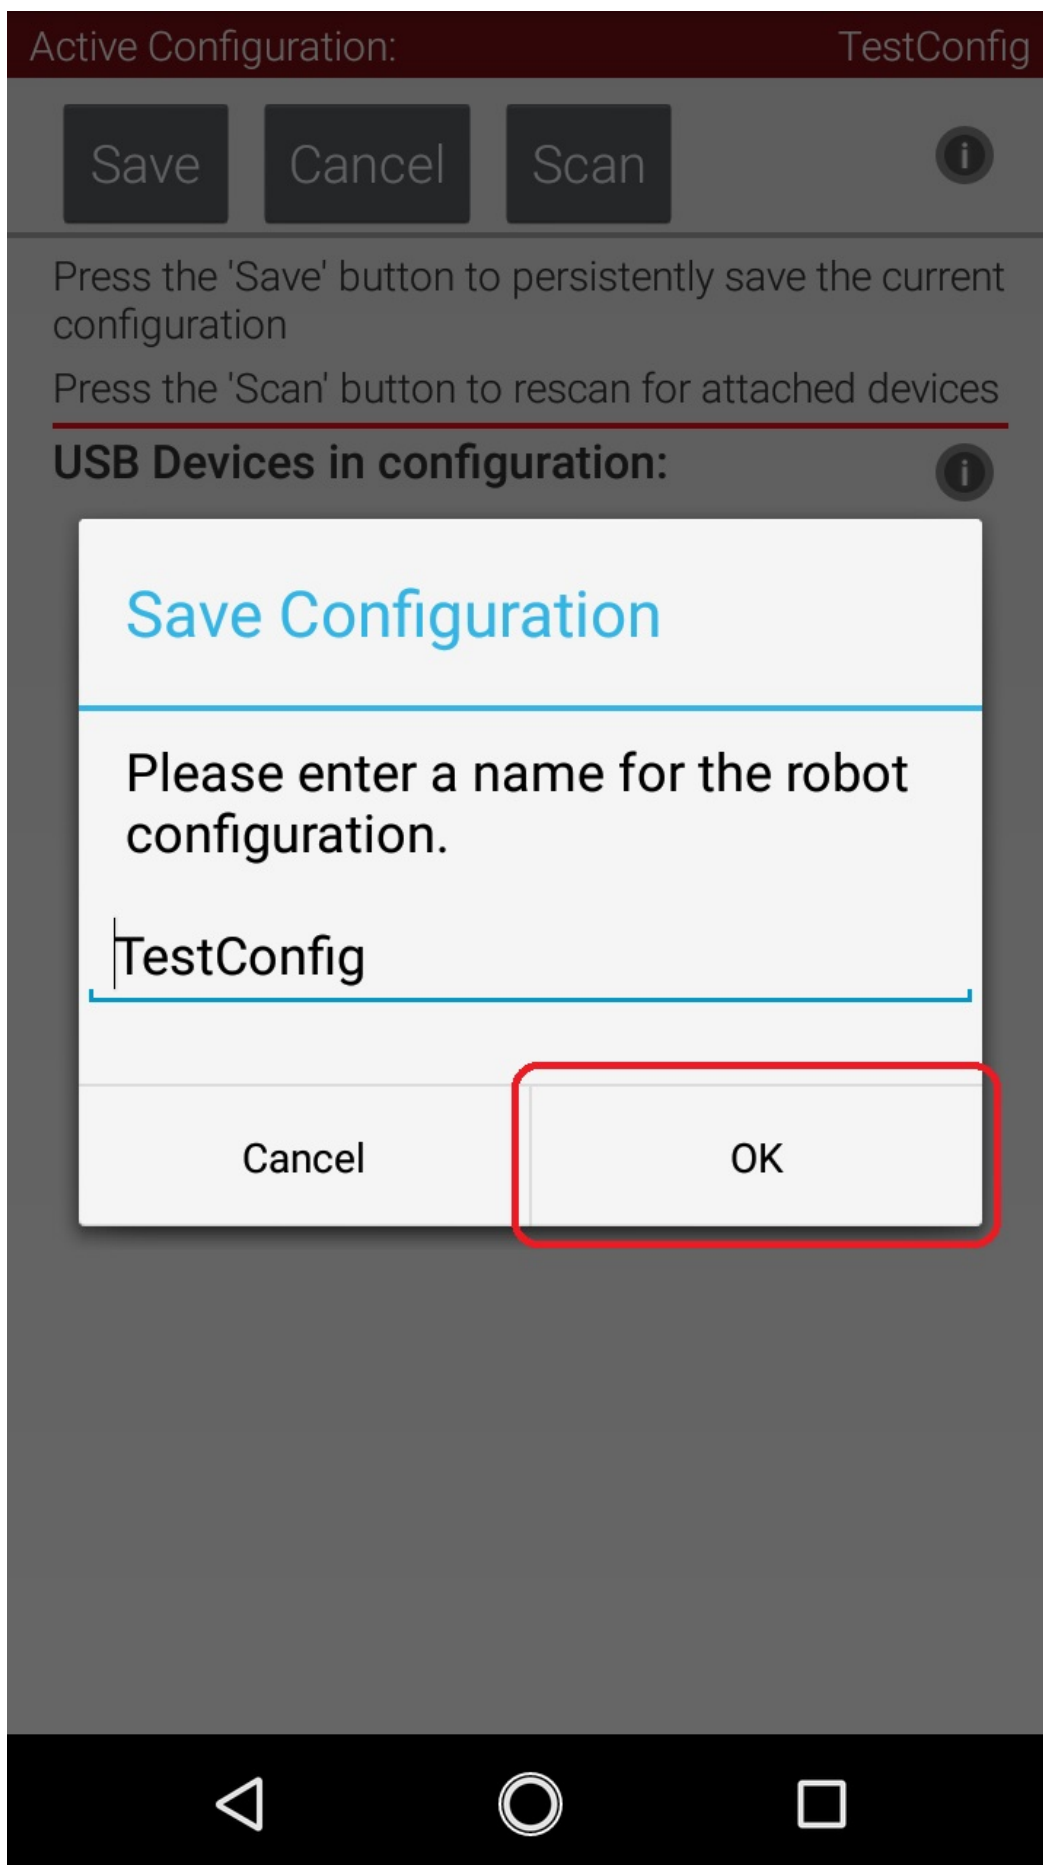 Active Configuration: TestConfig
Save Cancel Scan i
Press the 'Save' button to persistently save the current
configuration
Press the 'Scan' button to rescan for attached devices
USB Devices in configuration: i
Save Configuration
Please enter a name for the robot
configuration.
TestConfig
Cancel OK